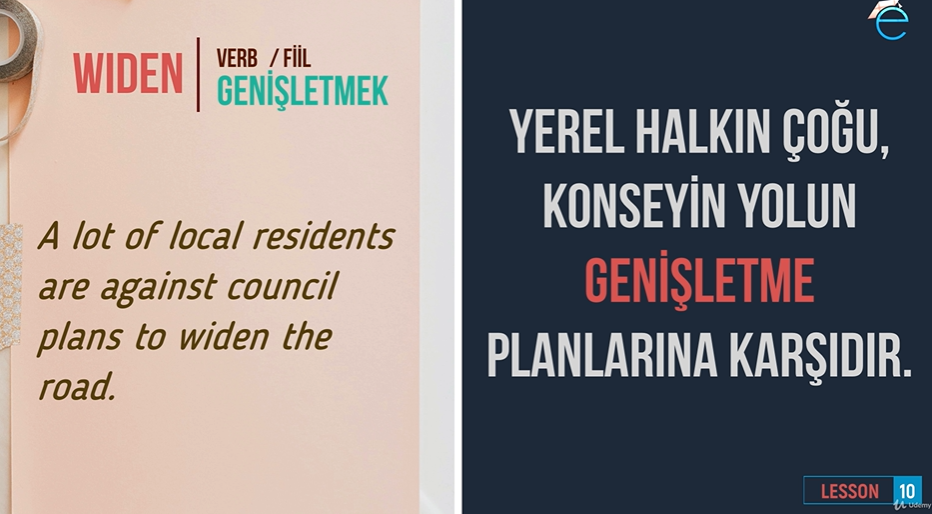 WIDEN
VERB / FİİL
GENİŞLETMEK
A lot of local residents
are against council
plans to widen the
road.
YEREL HALKIN ÇOĞU,
KONSEYİN YOLUN
GENİŞLETME
PLANLARINA KARŞIDIR.
LESSON 10
Udemy